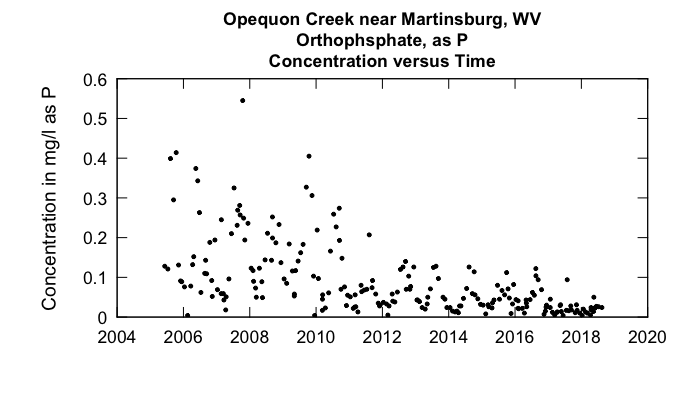 Opequon Creek near Martinsburg, WV
Orthophsphate, as P
Concentration versus Time
Concentration in mg/l as P
0.6
0.5
0.4
0.3
0.2
0.1
0
2004 2006 2008 2010 2012 2014 2016 2018 2020